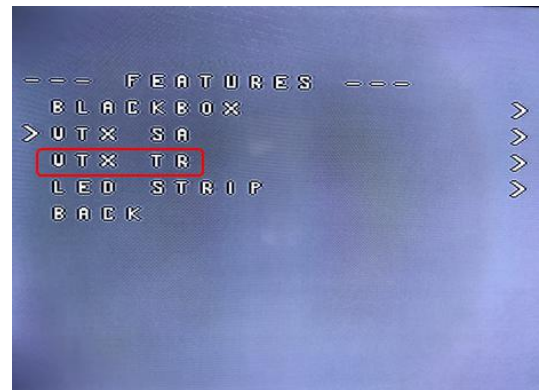 --- FEATURES ---
BLACKBOX >
> VTX SA >
VTX TR >
LED STRIP >
BACK